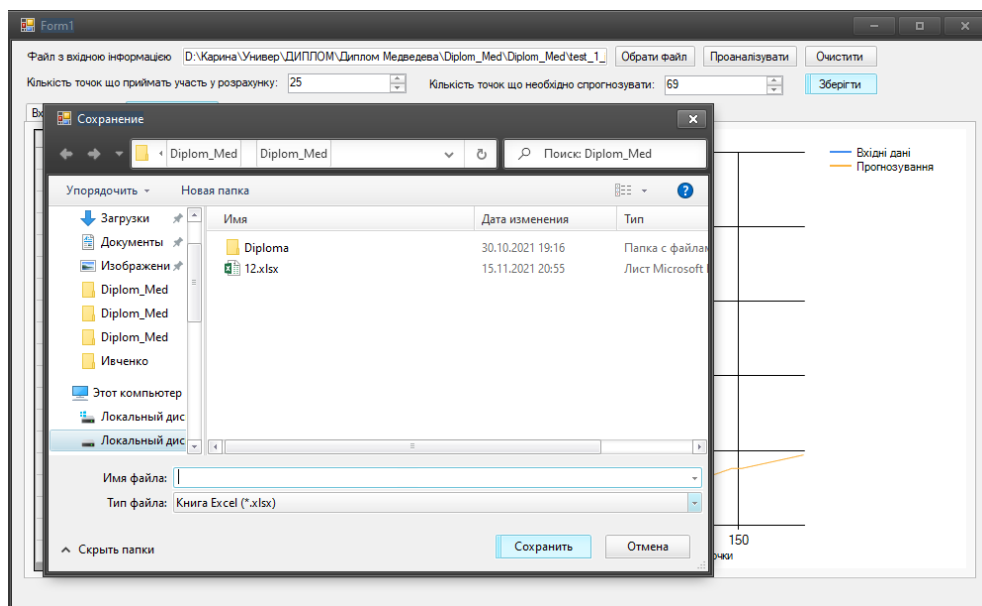 Form1
Файл з вхідною інформацією D:\Карина\Универ\ДИПЛОМ\Диплом Медведева\Diplom_Med\Diplom_Med\test_1_ Обрати файл Проаналізувати Очистити
Кількість точок що приймать участь у розрахунку: 25 Кількість точок що необхідно спрогнозувати: 69 Зберігти
Вх
Сохранение
Diplom_Med Diplom_Med Поиск: Diplom_Med
Вхідні дані
Прогнозування
Упорядочить Новая папка
Загрузки Имя Дата изменения Тип
Документы Diploma 30.10.2021 19:16 Папка с файлам
Изображени 12.xlsx 15.11.2021 20:55 Лист Microsoft
Diplom_Med
Diplom_Med
Diplom_Med
Ивченко
Этот компьютер
Локальный дис
Локальный дис
Имя файла:
Тип файла: Книга Excel (*.xlsx)
Скрыть папки Сохранить Отмена
150
очки